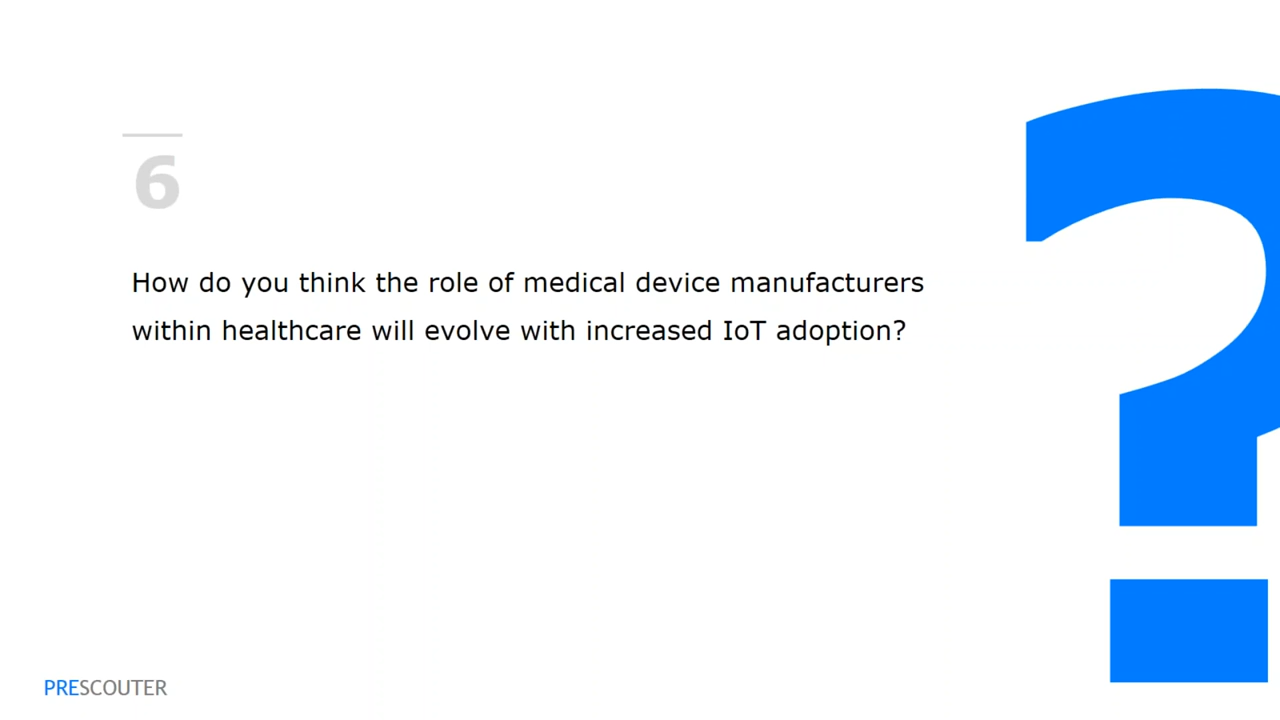 6
How do you think the role of medical device manufacturers
within healthcare will evolve with increased IoT adoption?
?
PRESCOUTER